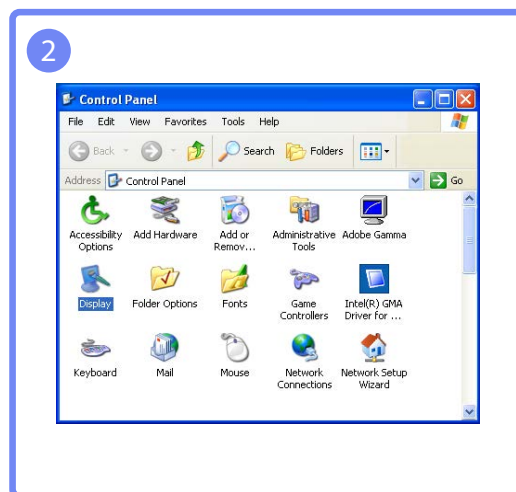 2
Control Panel
File Edit View Favorites Tools Help
Back Search Folders
Address Control Panel Go
Accessibility Options Add Hardware Add or Remov... Administrative Tools Adobe Gamma
Display Folder Options Fonts Game Controllers Intel(R) GMA Driver for ...
Keyboard Mail Mouse Network Connections Network Setup Wizard